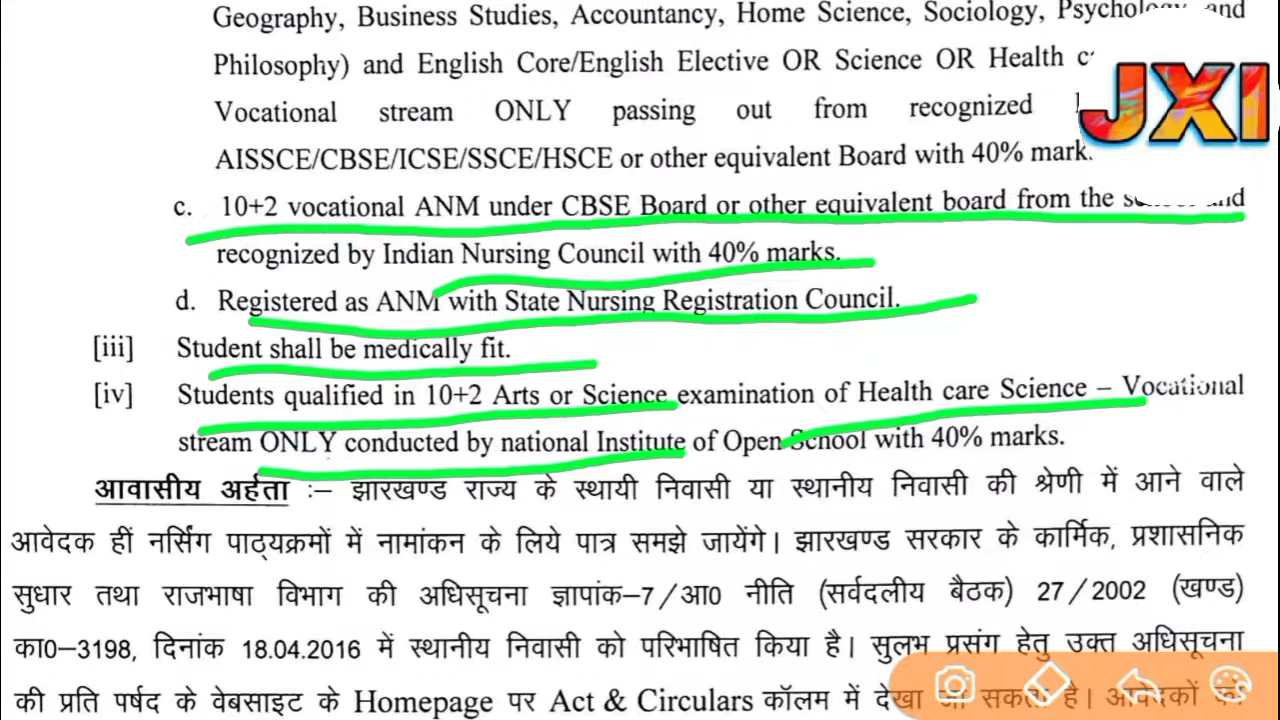 Geography, Business Studies, Accountancy, Home Science, Sociology, Psychology and
Philosophy) and English Core/English Elective OR Science OR Health
Vocational stream ONLY passing out from recognized
JXI
AISSCE/CBSE/ICSE/SSCE/HSCE or other equivalent Board with 40% mark
c. 10+2 vocational ANM under CBSE Board or other equivalent board from the school and
recognized by Indian Nursing Council with 40% marks.
d. Registered as ANM with State Nursing Registration Council.
[iii] Student shall be medically fit.
[iv] Students qualified in 10+2 Arts or Science examination of Health care Science – Vocational
stream ONLY conducted by national Institute of Open School with 40% marks.
आवासीय अर्हता :– झारखण्ड राज्य के स्थायी निवासी या स्थानीय निवासी की श्रेणी में आने वाले
आवेदक हीं नर्सिंग पाठ्यक्रमों में नामांकन के लिये पात्र समझे जायेंगे। झारखण्ड सरकार के कार्मिक, प्रशासनिक
सुधार तथा राजभाषा विभाग की अधिसूचना ज्ञापांक–7/आ0 नीति (सर्वदलीय बैठक) 27/2002 (खण्ड)
का0–3198, दिनांक 18.04.2016 में स्थानीय निवासी को परिभाषित किया है। सुलभ प्रसंग हेतु उक्त अधिसूचना
की प्रति पर्षद के वेबसाइट के Homepage पर Act & Circulars कॉलम में देखा जा सकता है। आवेदकों को